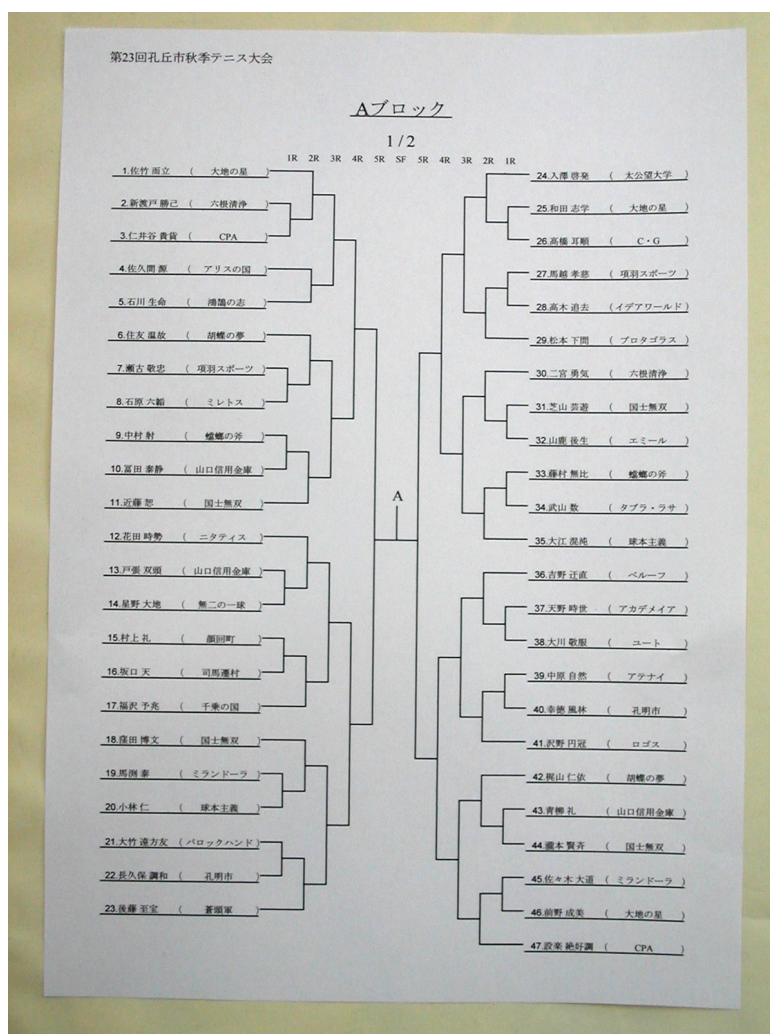 第23回孔丘市秋季テニス大会
Aブロック
1/2
1R 2R 3R 4R 5R SF 5R 4R 3R 2R 1R
1.佐竹 而立 ( 大地の星 )
2.新渡戸 勝己 ( 六根清浄 )
3.仁井谷 貴貨 ( CPA )
4.佐久間 源 ( アリスの国 )
5.石川 生命 ( 鴻鵠の志 )
6.住友 温故 ( 胡蝶の夢 )
7.瀬古 敬忠 ( 項羽スポーツ )
8.石原 六韜 ( ミレトス )
9.中村 射 ( 蟷螂の斧 )
10.冨田 泰静 ( 山口信用金庫 )
11.近藤 恕 ( 国士無双 )
12.花田 時勢 ( ニタティス )
13.戸張 双頭 ( 山口信用金庫 )
14.星野 大地 ( 無二の一球 )
15.村上 礼 ( 顔回町 )
16.坂口 天 ( 司馬遷村 )
17.福沢 予兆 ( 千乗の国 )
18.窪田 博文 ( 国士無双 )
19.馬渕 泰 ( ミランドーラ )
20.小林 仁 ( 球本主義 )
21.大竹 遠方友 ( バロックハンド )
22.長久保 調和 ( 孔明市 )
23.後藤 至宝 ( 蒼頭軍 )
A
24.入澤 啓発 ( 太公望大学 )
25.和田 志学 ( 大地の星 )
26.高橋 耳順 ( C・G )
27.馬越 孝慈 ( 項羽スポーツ )
28.高木 追去 ( イデアワールド )
29.松本 下問 ( プロタゴラス )
30.二宮 勇気 ( 六根清浄 )
31.芝山 芸遊 ( 国士無双 )
32.山鹿 後生 ( エミール )
33.藤村 無比 ( 蟷螂の斧 )
34.武山 数 ( タブラ・ラサ )
35.大江 混沌 ( 球本主義 )
36.吉野 迂直 ( ベルーフ )
37.天野 時世 ( アカデメイア )
38.大川 敬服 ( ユート )
39.中原 自然 ( アテナイ )
40.幸徳 風林 ( 孔明市 )
41.沢野 円冠 ( ロゴス )
42.梶山 仁依 ( 胡蝶の夢 )
43.青柳 礼 ( 山口信用金庫 )
44.瀧本 賢斉 ( 国士無双 )
45.佐々木 大道 ( ミランドーラ )
46.前野 成美 ( 大地の星 )
47.設楽 絶好調 ( CPA )